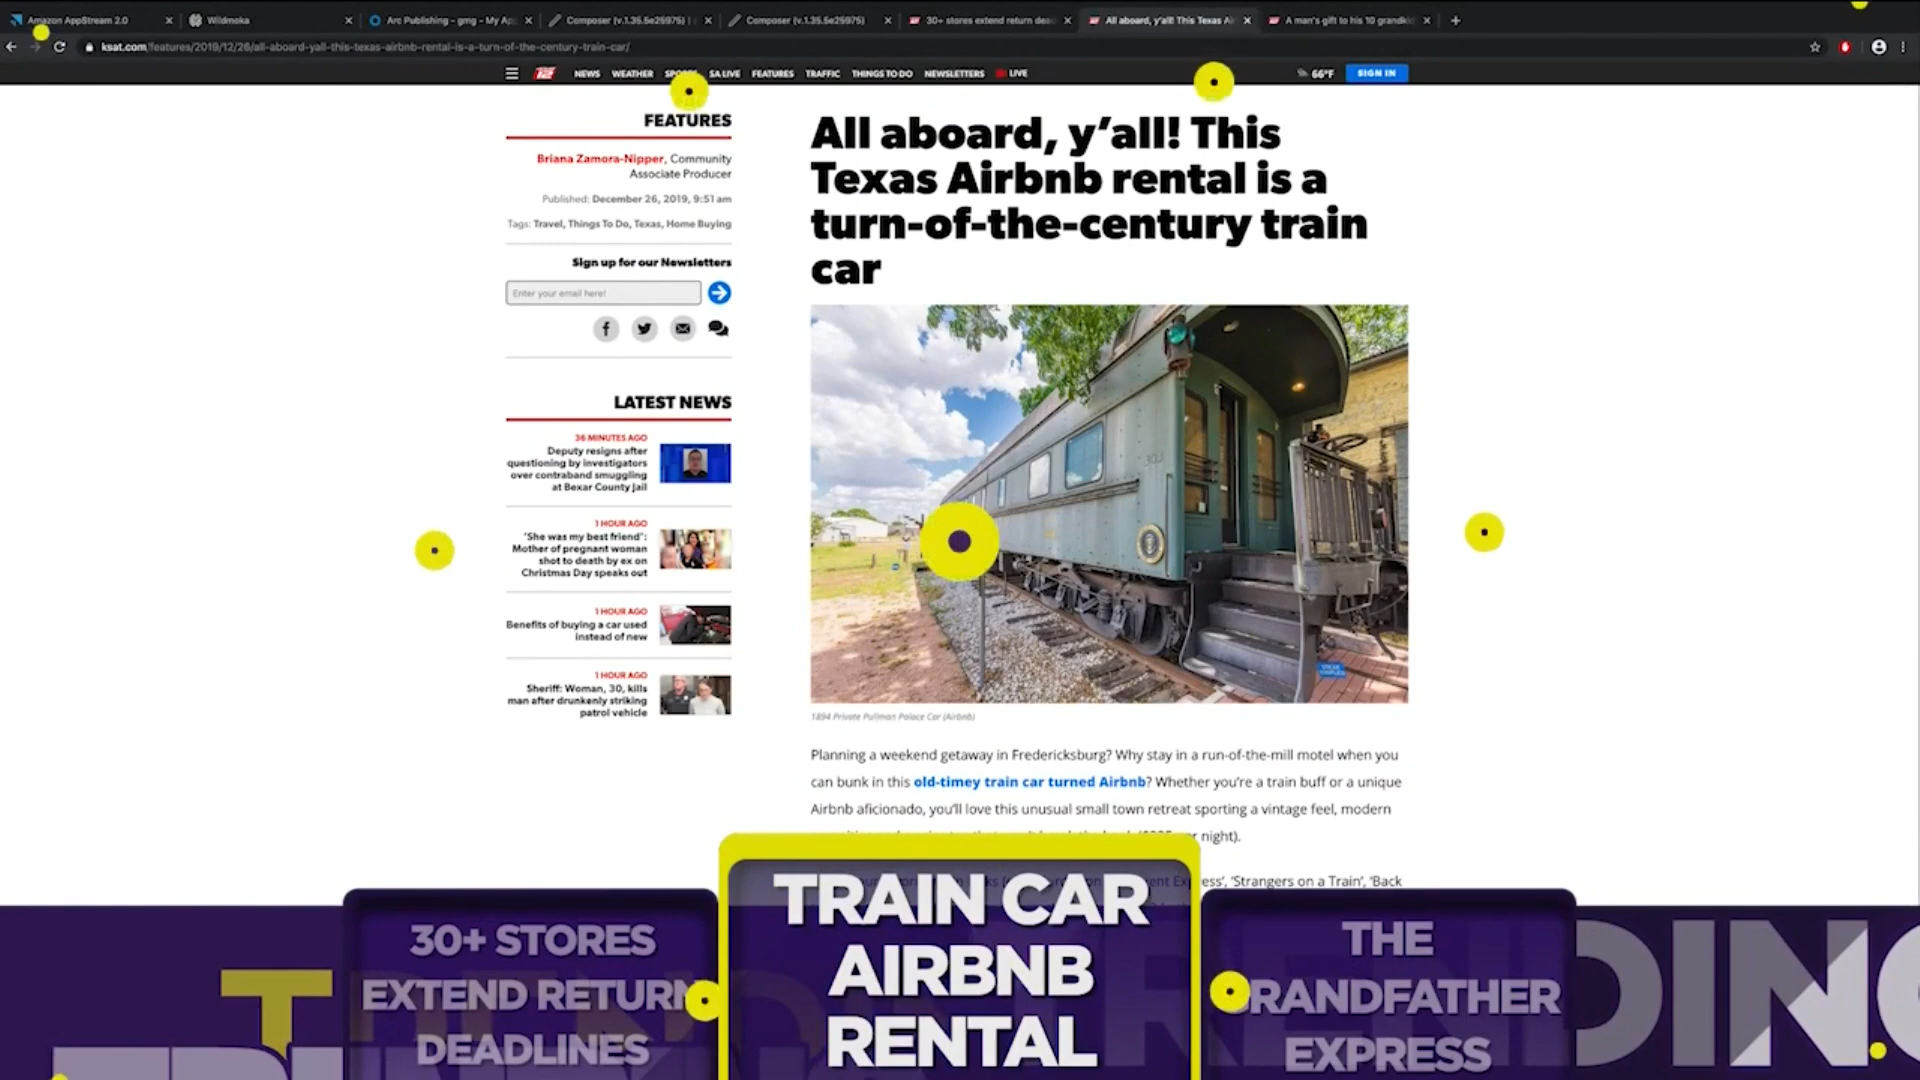 Amazon AppStream 2.0
Wildmoka
Arc Publishing - gmg - My Ap
Composer (v.1.35.5e25975) |
Composer (v.1.35.5e25975)
30+ stores extend return dea
All aboard, y'all! This Texas Ai
A man's gift to his 10 grandki
ksat.com/features/2019/12/26/all-aboard-yall-this-texas-airbnb-rental-is-a-turn-of-the-century-train-car/
NEWS WEATHER SPORTS SA LIVE FEATURES TRAFFIC THINGS TO DO NEWSLETTERS LIVE
66°F
SIGN IN
FEATURES
Briana Zamora-Nipper, Community
Associate Producer
Published: December 26, 2019, 9:51 am
Tags: Travel, Things To Do, Texas, Home Buying
Sign up for our Newsletters
Enter your email here!
LATEST NEWS
36 MINUTES AGO
Deputy resigns after
questioning by investigators
over contraband smuggling
at Bexar County Jail
1 HOUR AGO
'She was my best friend':
Mother of pregnant woman
shot to death by ex on
Christmas Day speaks out
1 HOUR AGO
Benefits of buying a car used
instead of new
1 HOUR AGO
Sheriff: Woman, 30, kills
man after drunkenly striking
patrol vehicle
All aboard, y'all! This
Texas Airbnb rental is a
turn-of-the-century train
car
1894 Private Pullman Palace Car (Airbnb)
Planning a weekend getaway in Fredericksburg? Why stay in a run-of-the-mill motel when you
can bunk in this old-timey train car turned Airbnb? Whether you're a train buff or a unique
Airbnb aficionado, you'll love this unusual small town retreat sporting a vintage feel, modern
night).
'Strangers on a Train', 'Back
30+ STORES
EXTEND RETURN
DEADLINES
TRAIN CAR
AIRBNB
RENTAL
THE
GRANDFATHER
EXPRESS
TRENDING